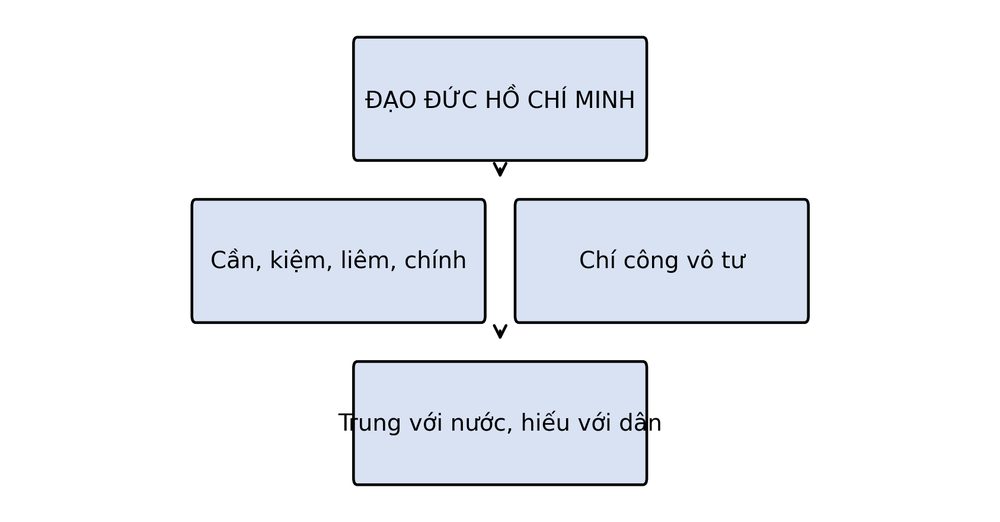 ĐẠO ĐỨC HỒ CHÍ MINH
Cần, kiệm, liêm, chính
Chí công vô tư
Trung với nước, hiếu với dân